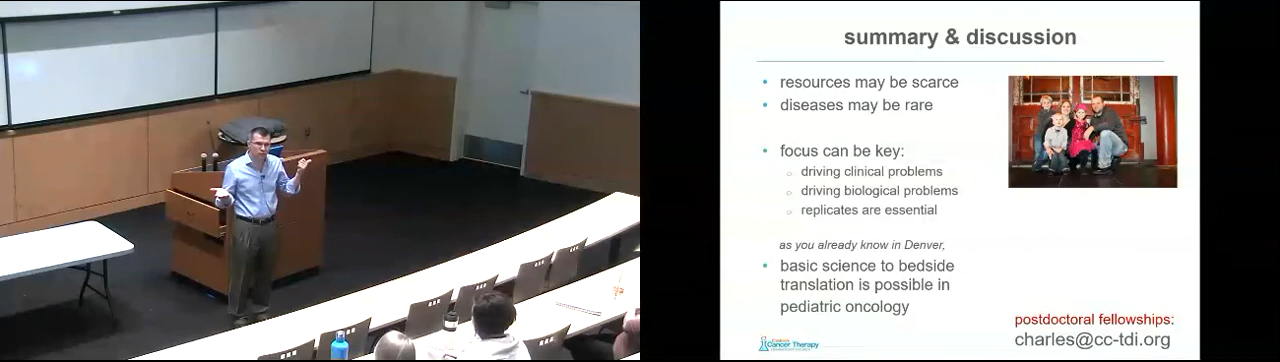 summary & discussion
• resources may be scarce
• diseases may be rare
• focus can be key:
○ driving clinical problems
○ driving biological problems
○ replicates are essential
as you already know in Denver,
• basic science to bedside
translation is possible in
pediatric oncology
postdoctoral fellowships:
charles@cc-tdi.org
Cancer Therapy